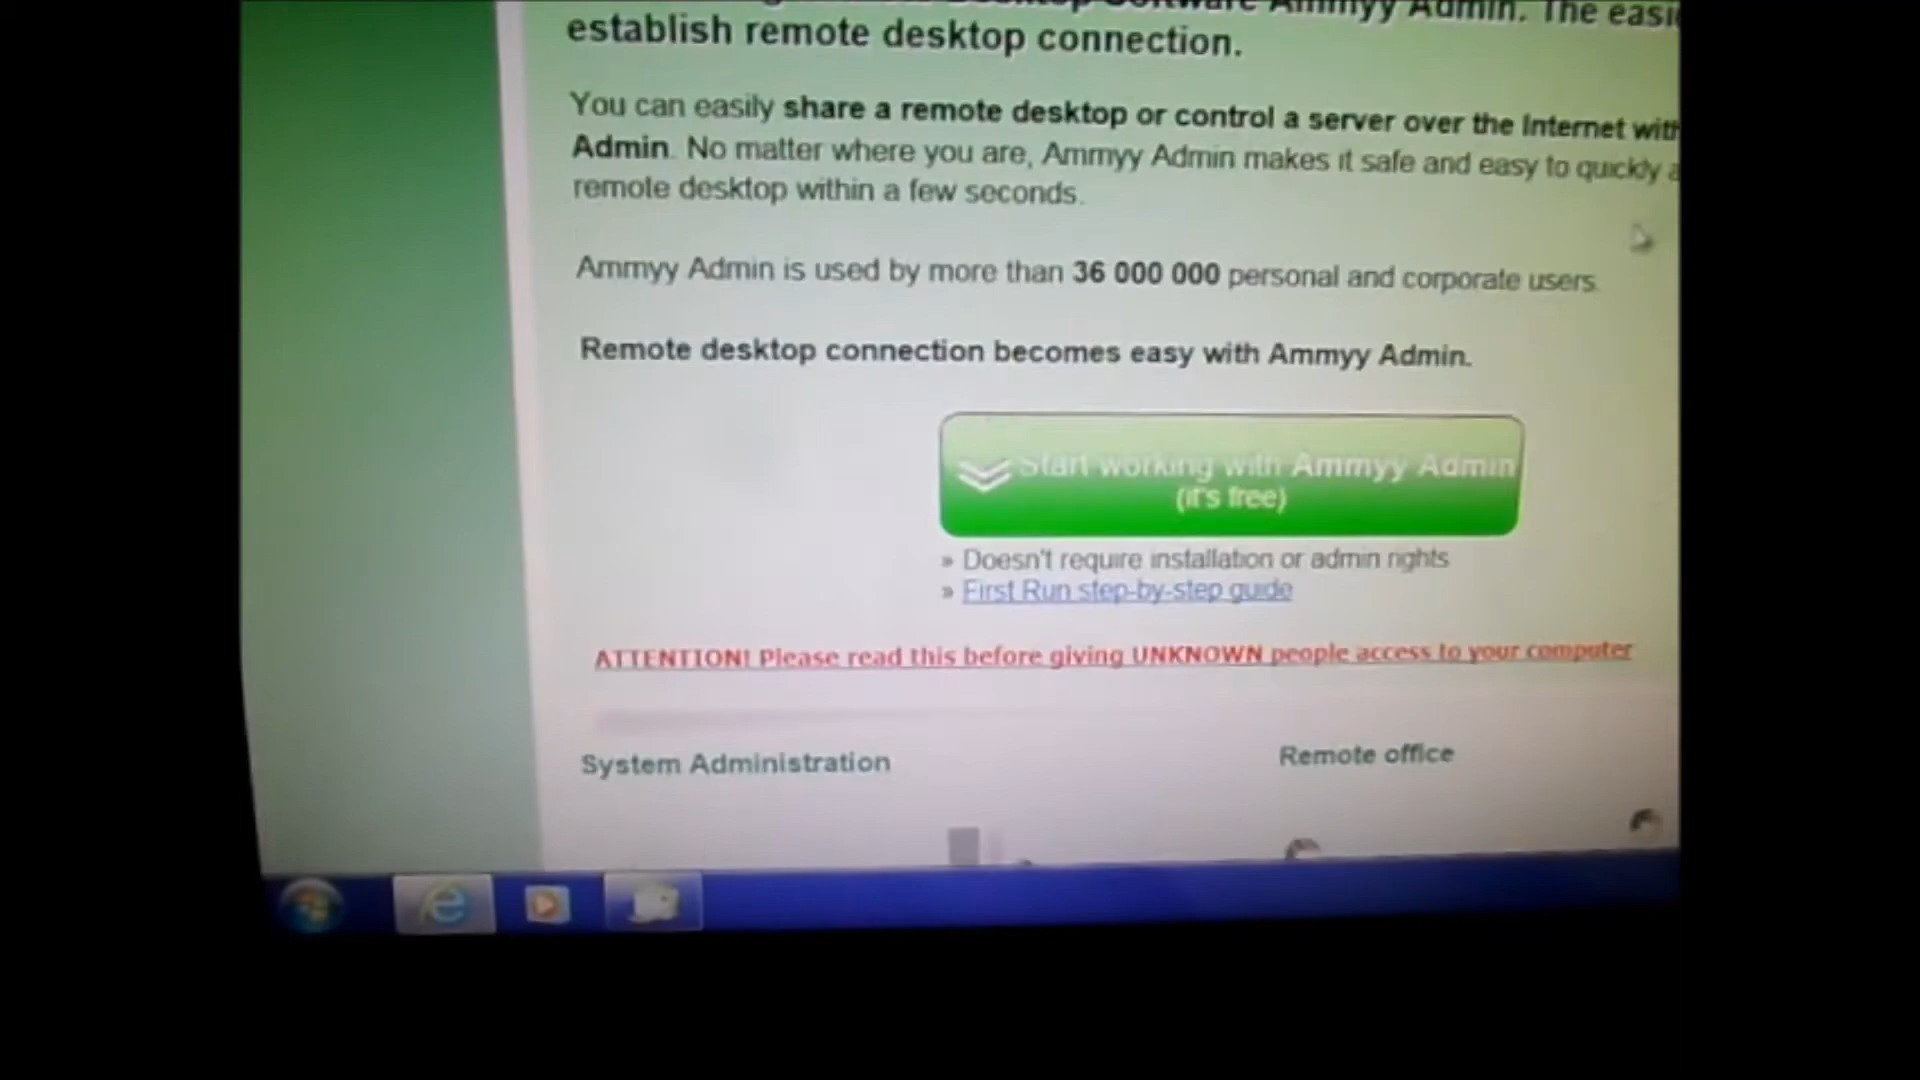 Software Ammyy Admin. The
establish remote desktop connection.
You can easily share a remote desktop or control a server over the Internet with
Admin. No matter where you are, Ammyy Admin makes it safe and easy to quickly
remote desktop within a few seconds.
Ammyy Admin is used by more than 36 000 000 personal and corporate users.
Remote desktop connection becomes easy with Ammyy Admin.
Start working with Ammyy Admin
(it's free)
» Doesn't require installation or admin rights
» First Run step-by-step guide
ATTENTION! Please read this before giving UNKNOWN people access to your computer
System Administration
Remote office